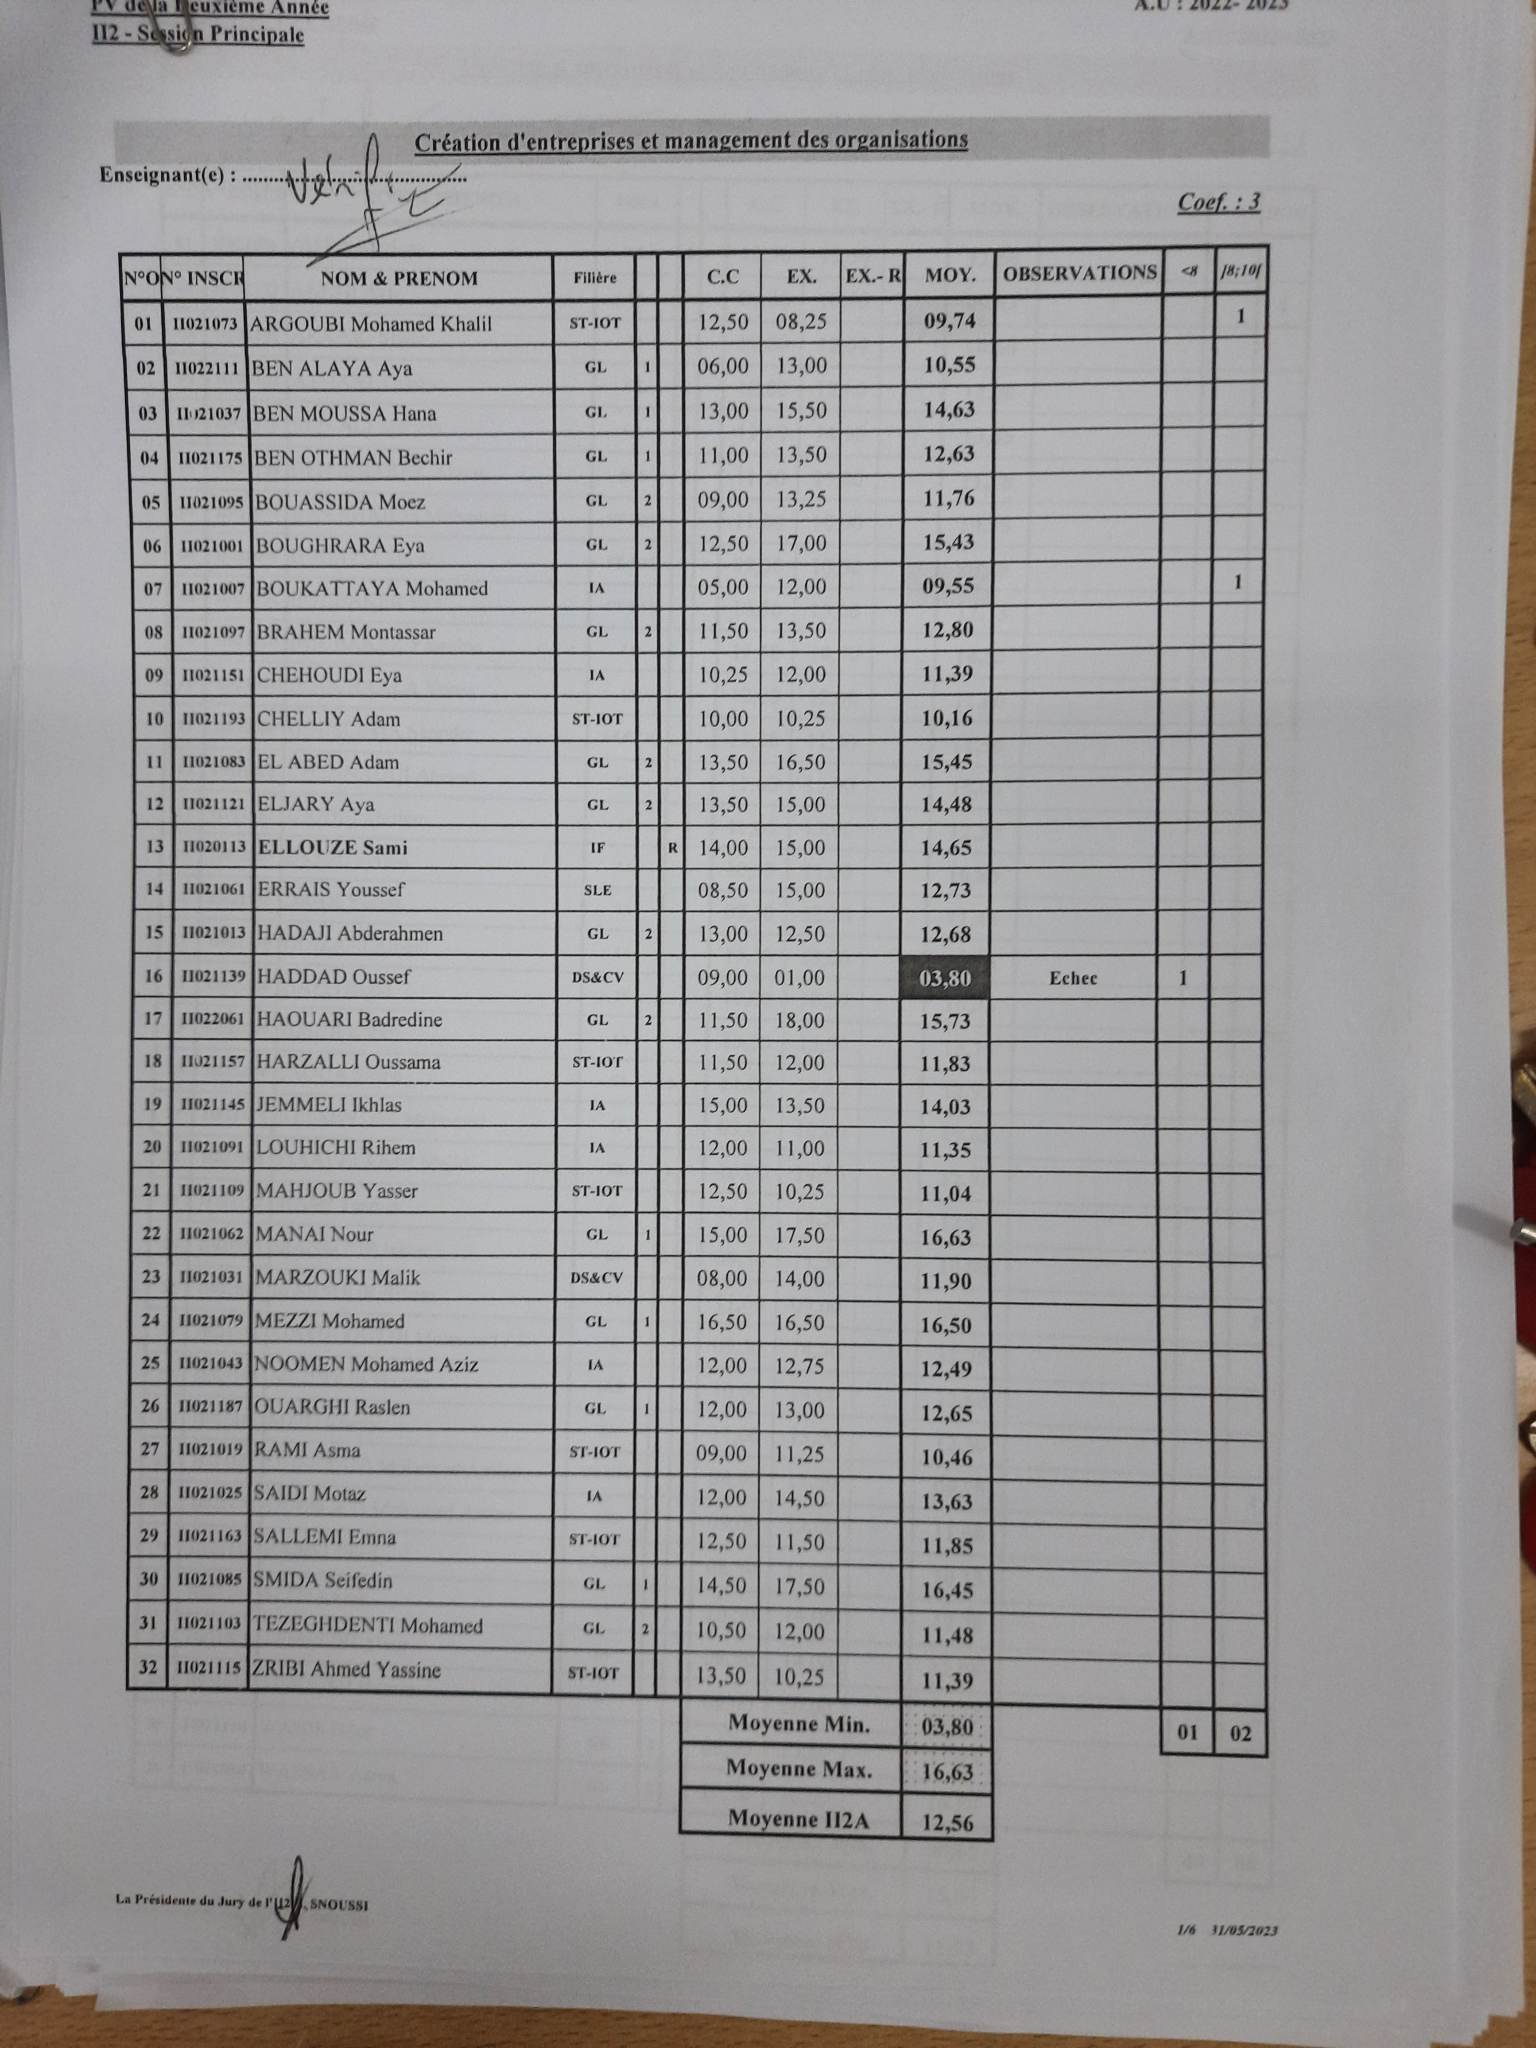 PV de la Deuxième Année
A.U : 2022- 2023
II2 - Session Principale
Création d'entreprises et management des organisations
Enseignant(e) : ..........................................
Coef. : 3
N°O N° INSCR NOM & PRENOM Filière C.C EX. EX.- R MOY. OBSERVATIONS <8 [8;10[
01 II021073 ARGOUBI Mohamed Khalil ST-IOT 12,50 08,25 09,74 1
02 II022111 BEN ALAYA Aya GL 1 06,00 13,00 10,55
03 II021037 BEN MOUSSA Hana GL 1 13,00 15,50 14,63
04 II021175 BEN OTHMAN Bechir GL 1 11,00 13,50 12,63
05 II021095 BOUASSIDA Moez GL 2 09,00 13,25 11,76
06 II021001 BOUGHRARA Eya GL 2 12,50 17,00 15,43
07 II021007 BOUKATTAYA Mohamed IA 05,00 12,00 09,55 1
08 II021097 BRAHEM Montassar GL 2 11,50 13,50 12,80
09 II021151 CHEHOUDI Eya IA 10,25 12,00 11,39
10 II021193 CHELLIY Adam ST-IOT 10,00 10,25 10,16
11 II021083 EL ABED Adam GL 2 13,50 16,50 15,45
12 II021121 ELJARY Aya GL 2 13,50 15,00 14,48
13 II020113 ELLOUZE Sami IF R 14,00 15,00 14,65
14 II021061 ERRAIS Youssef SLE 08,50 15,00 12,73
15 II021013 HADAJI Abderahmen GL 2 13,00 12,50 12,68
16 II021139 HADDAD Oussef DS&CV 09,00 01,00 03,80 Echec 1
17 II022061 HAOUARI Badredine GL 2 11,50 18,00 15,73
18 II021157 HARZALLI Oussama ST-IOT 11,50 12,00 11,83
19 II021145 JEMMELI Ikhlas IA 15,00 13,50 14,03
20 II021091 LOUHICHI Rihem IA 12,00 11,00 11,35
21 II021109 MAHJOUB Yasser ST-IOT 12,50 10,25 11,04
22 II021062 MANAI Nour GL 1 15,00 17,50 16,63
23 II021031 MARZOUKI Malik DS&CV 08,00 14,00 11,90
24 II021079 MEZZI Mohamed GL 1 16,50 16,50 16,50
25 II021043 NOOMEN Mohamed Aziz IA 12,00 12,75 12,49
26 II021187 OUARGHI Raslen GL 1 12,00 13,00 12,65
27 II021019 RAMI Asma ST-IOT 09,00 11,25 10,46
28 II021025 SAIDI Motaz IA 12,00 14,50 13,63
29 II021163 SALLEMI Emna ST-IOT 12,50 11,50 11,85
30 II021085 SMIDA Seifedin GL 1 14,50 17,50 16,45
31 II021103 TEZEGHDENTI Mohamed GL 2 10,50 12,00 11,48
32 II021115 ZRIBI Ahmed Yassine ST-IOT 13,50 10,25 11,39
Moyenne Min. 03,80 01 02
Moyenne Max. 16,63
Moyenne II2A 12,56
La Présidente du Jury de l'II2 SNOUSSI
1/6 31/05/2023